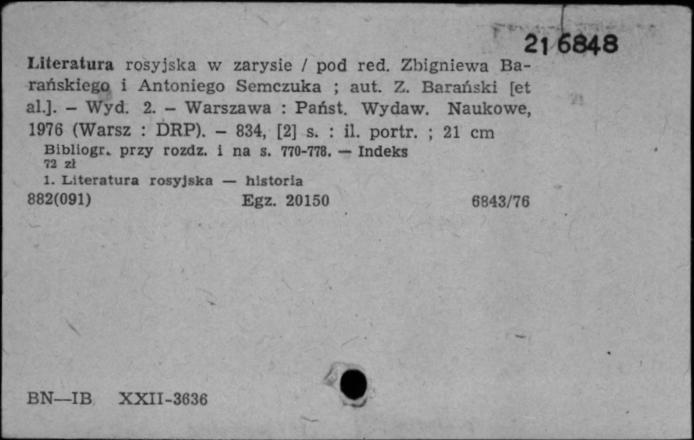 21 6848
Literatura rosyjska w zarysie / pod red. Zbigniewa Ba-
rańskiego i Antoniego Semczuka ; aut. Z. Barański [et
al.]. – Wyd. 2. – Warszawa : Państ. Wydaw. Naukowe,
1976 (Warsz : DRP). – 834, [2] s. : il. portr. ; 21 cm
Bibliogr. przy rozdz. i na s. 770-778. — Indeks
72 zł
1. Literatura rosyjska — historia
882(091) Egz. 20150 6843/76
BN—IB XXII-3636